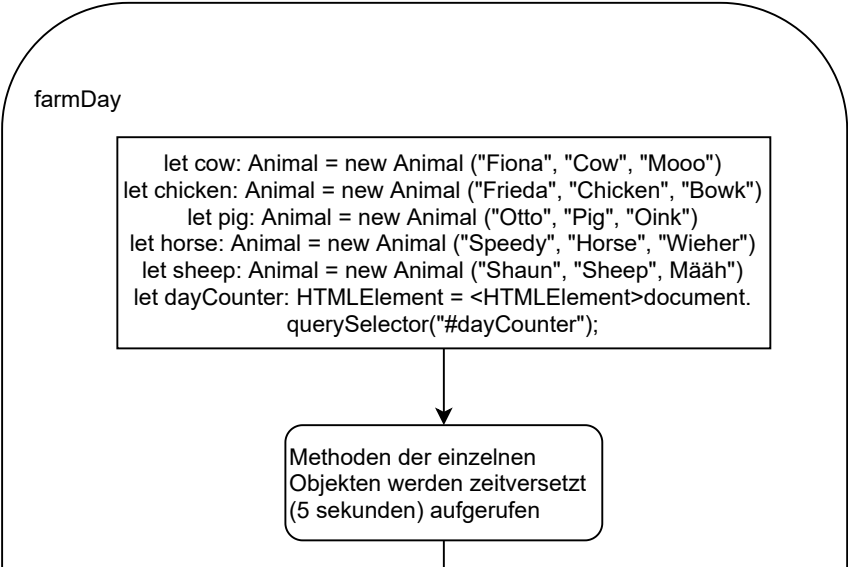 farmDay
let cow: Animal = new Animal ("Fiona", "Cow", "Mooo")
let chicken: Animal = new Animal ("Frieda", "Chicken", "Bowk")
let pig: Animal = new Animal ("Otto", "Pig", "Oink")
let horse: Animal = new Animal ("Speedy", "Horse", "Wieher")
let sheep: Animal = new Animal ("Shaun", "Sheep", Määh")
let dayCounter: HTMLElement = <HTMLElement>document.
querySelector("#dayCounter");
Methoden der einzelnen
Objekten werden zeitversetzt
(5 sekunden) aufgerufen